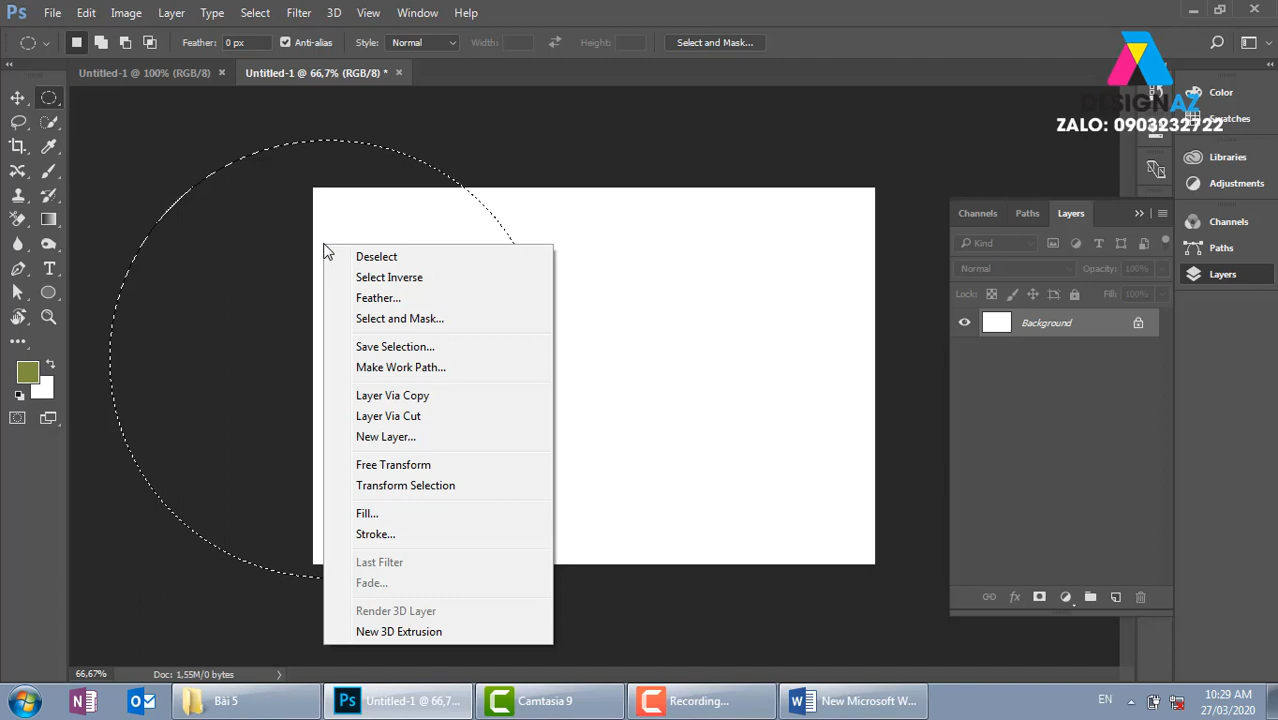 Ps File Edit Image Layer Type Select Filter 3D View Window Help
Feather: 0 px Anti-alias Style: Normal Width: Height: Select and Mask...
Untitled-1 @ 100% (RGB/8) × Untitled-1 @ 66,7% (RGB/8) * ×
DESIGNAZ
ZALO: 0903232722
Color
Swatches
Libraries
Adjustments
Channels
Paths
Layers
Channels Paths Layers
Kind
Normal Opacity: 100%
Lock: Fill: 100%
Background
fx
Deselect
Select Inverse
Feather...
Select and Mask...
Save Selection...
Make Work Path...
Layer Via Copy
Layer Via Cut
New Layer...
Free Transform
Transform Selection
Fill...
Stroke...
Last Filter
Fade...
Render 3D Layer
New 3D Extrusion
66,67% Doc: 1,55M/0 bytes
Bài 5 Ps Untitled-1 @ 66,7... Camtasia 9 Recording... New Microsoft W... EN 10:29 AM
27/03/2020